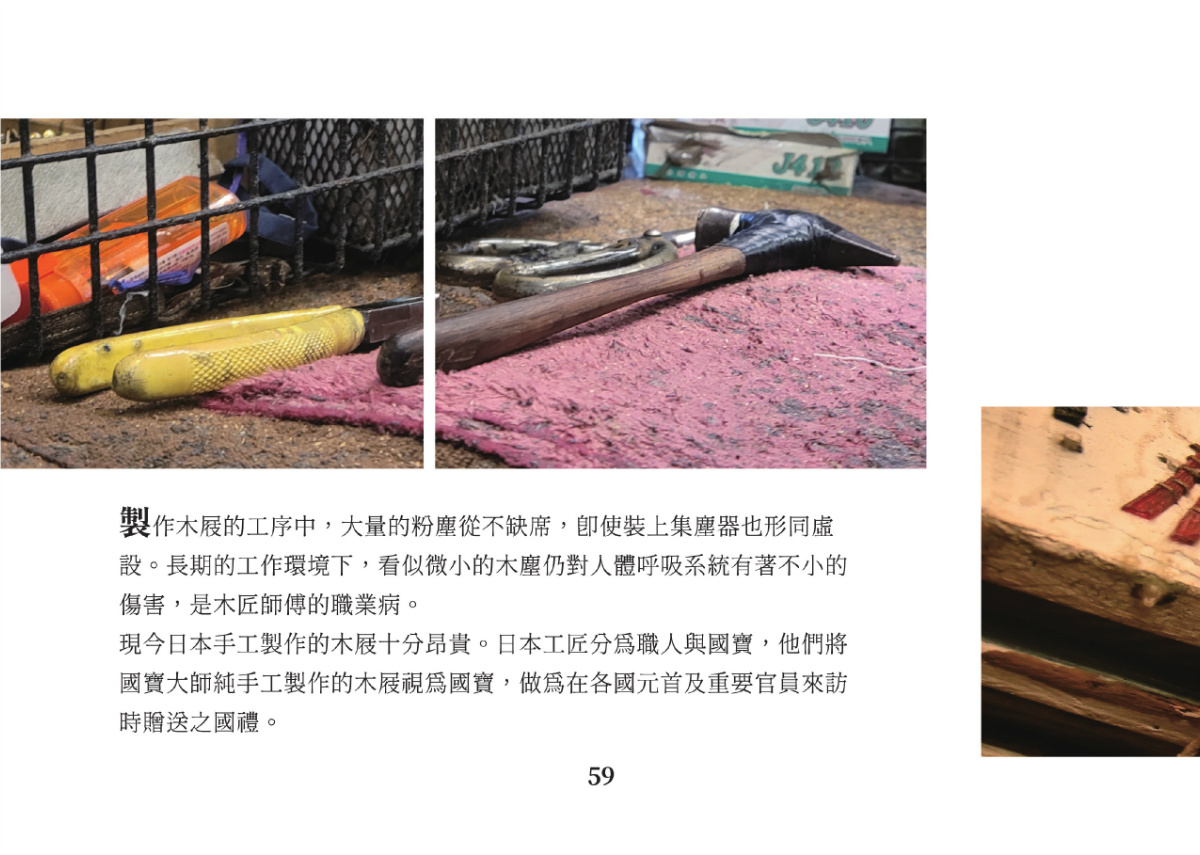 J41
製作木屐的工序中，大量的粉塵從不缺席，卽使裝上集塵器也形同虛
設。長期的工作環境下，看似微小的木塵仍對人體呼吸系統有著不小的
傷害，是木匠師傅的職業病。
現今日本手工製作的木屐十分昂貴。日本工匠分爲職人與國寶，他們將
國寶大師純手工製作的木屐視爲國寶，做爲在各國元首及重要官員來訪
時贈送之國禮。
59